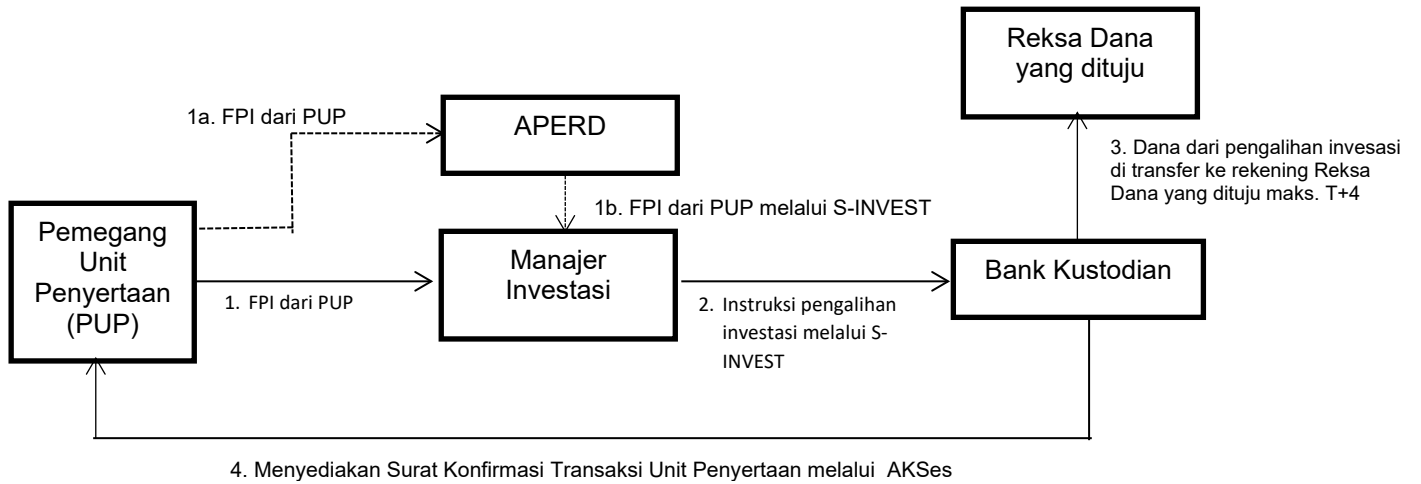 Reksa Dana
yang dituju
1a. FPI dari PUP
APERD
3. Dana dari pengalihan invesasi
di transfer ke rekening Reksa
Dana yang dituju maks. T+4
1b. FPI dari PUP melalui S-INVEST
Pemegang
Unit
Penyertaan
(PUP)
Manajer
Investasi
Bank Kustodian
1. FPI dari PUP
2. Instruksi pengalihan
investasi melalui S-
INVEST
4. Menyediakan Surat Konfirmasi Transaksi Unit Penyertaan melalui AKSes